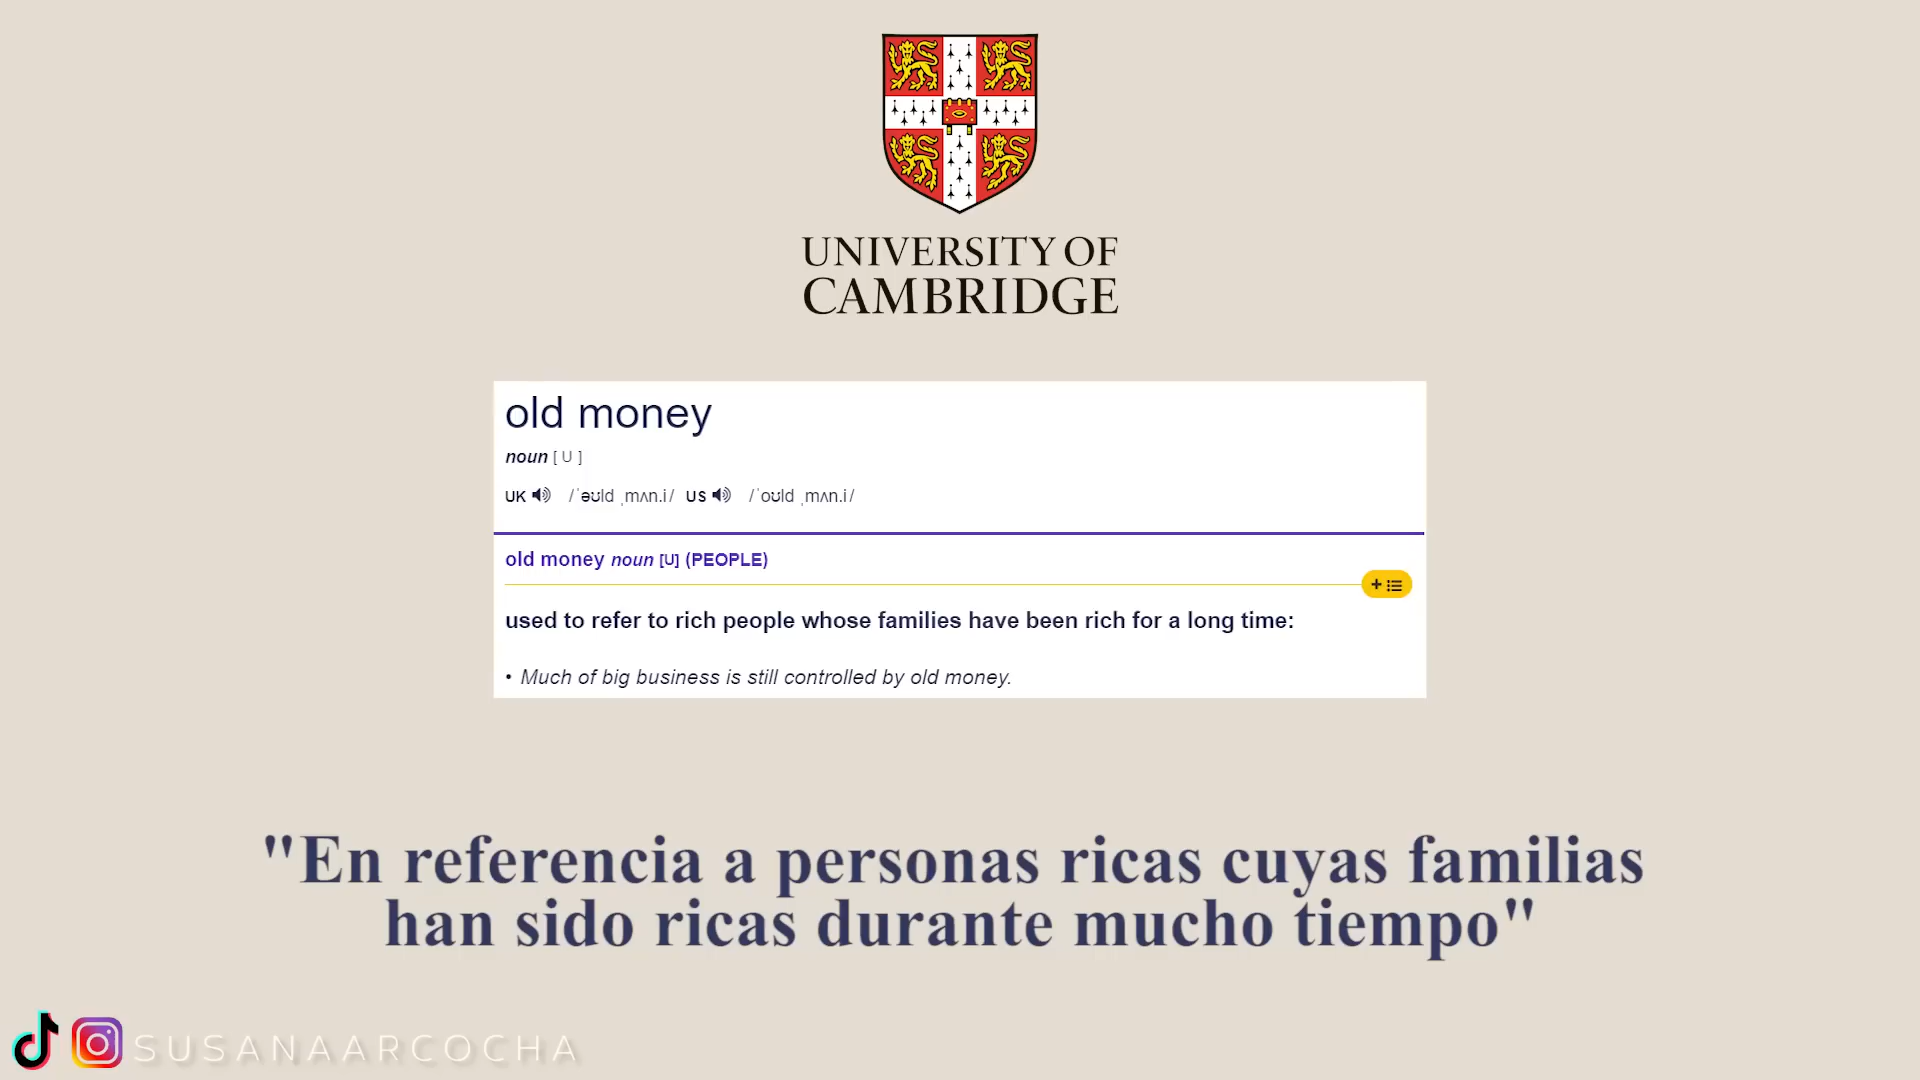 UNIVERSITY OF
CAMBRIDGE
old money
noun [ U ]
UK /ˈəʊld ˌmʌn.i/ US /ˈoʊld ˌmʌn.i/
old money noun [U] (PEOPLE)
used to refer to rich people whose families have been rich for a long time:
• Much of big business is still controlled by old money.
"En referencia a personas ricas cuyas familias
han sido ricas durante mucho tiempo"
SUSANAARCOCHA